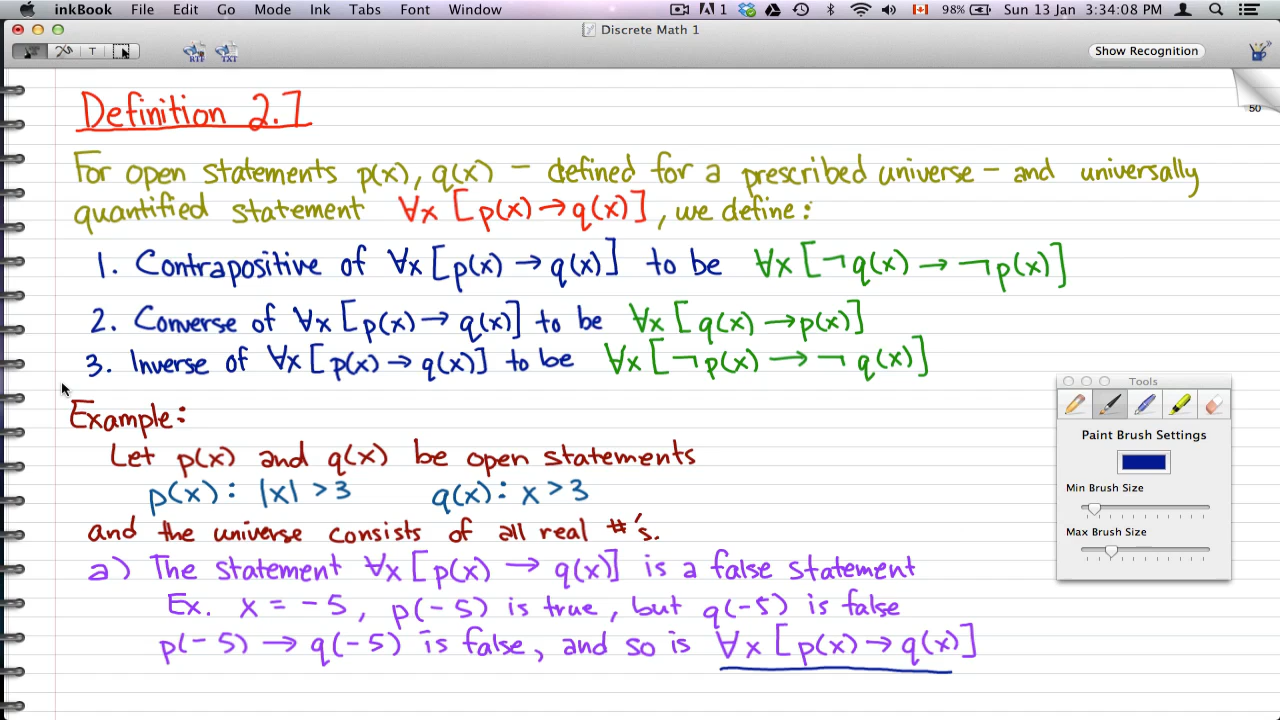 inkBook File Edit Go Mode Ink Tabs Font Window A 1 98% Sun 13 Jan 3:34:08 PM
Discrete Math 1
T RTF TXT Show Recognition
50
Definition 2.7
For open statements p(x), q(x) – defined for a prescribed universe – and universally
quantified statement ∀x [p(x) → q(x)], we define:
1. Contrapositive of ∀x [p(x) → q(x)] to be ∀x [¬q(x) → ¬p(x)]
2. Converse of ∀x [p(x) → q(x)] to be ∀x [q(x) → p(x)]
3. Inverse of ∀x [p(x) → q(x)] to be ∀x [¬p(x) → ¬q(x)]
Example:
Let p(x) and q(x) be open statements
p(x): |x| > 3 q(x): x > 3
and the universe consists of all real #'s.
a) The statement ∀x [p(x) → q(x)] is a false statement
Ex. x = -5, p(-5) is true, but q(-5) is false
p(-5) → q(-5) is false, and so is ∀x [p(x) → q(x)]
Tools
Paint Brush Settings
Min Brush Size
Max Brush Size